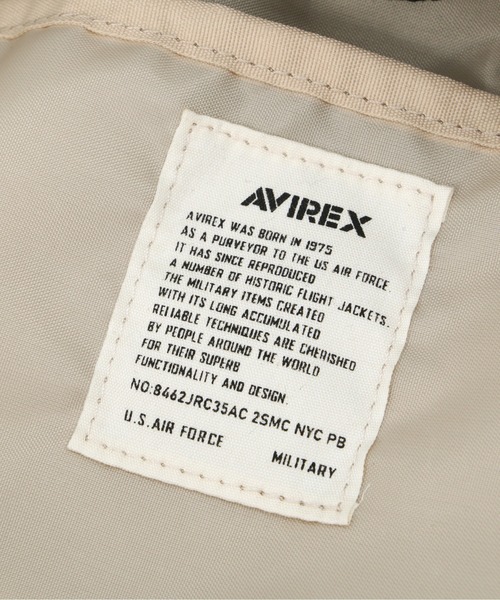 AVIREX
AVIREX WAS BORN IN 1975
AS A PURVEYOR TO THE US AIR FORCE
IT HAS SINCE REPRODUCED
A NUMBER OF HISTORIC FLIGHT JACKETS.
THE MILITARY ITEMS CREATED
WITH ITS LONG ACCUMULATED
RELIABLE TECHNIQUES ARE CHERISHED
BY PEOPLE AROUND THE WORLD
FOR THEIR SUPERB
FUNCTIONALITY AND DESIGN.
NO:8462JRC35AC 2SMC NYC PB
U.S.AIR FORCE MILITARY